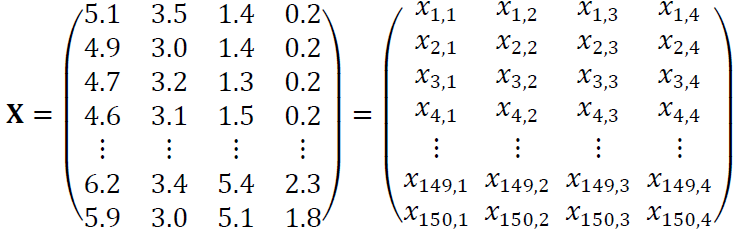 5.1 3.5 1.4 0.2 x1,1 x1,2 x1,3 x1,4
4.9 3.0 1.4 0.2 x2,1 x2,2 x2,3 x2,4
4.7 3.2 1.3 0.2 x3,1 x3,2 x3,3 x3,4
X = 4.6 3.1 1.5 0.2 = x4,1 x4,2 x4,3 x4,4
⋮ ⋮ ⋮ ⋮ ⋮ ⋮ ⋮ ⋮
6.2 3.4 5.4 2.3 x149,1 x149,2 x149,3 x149,4
5.9 3.0 5.1 1.8 x150,1 x150,2 x150,3 x150,4